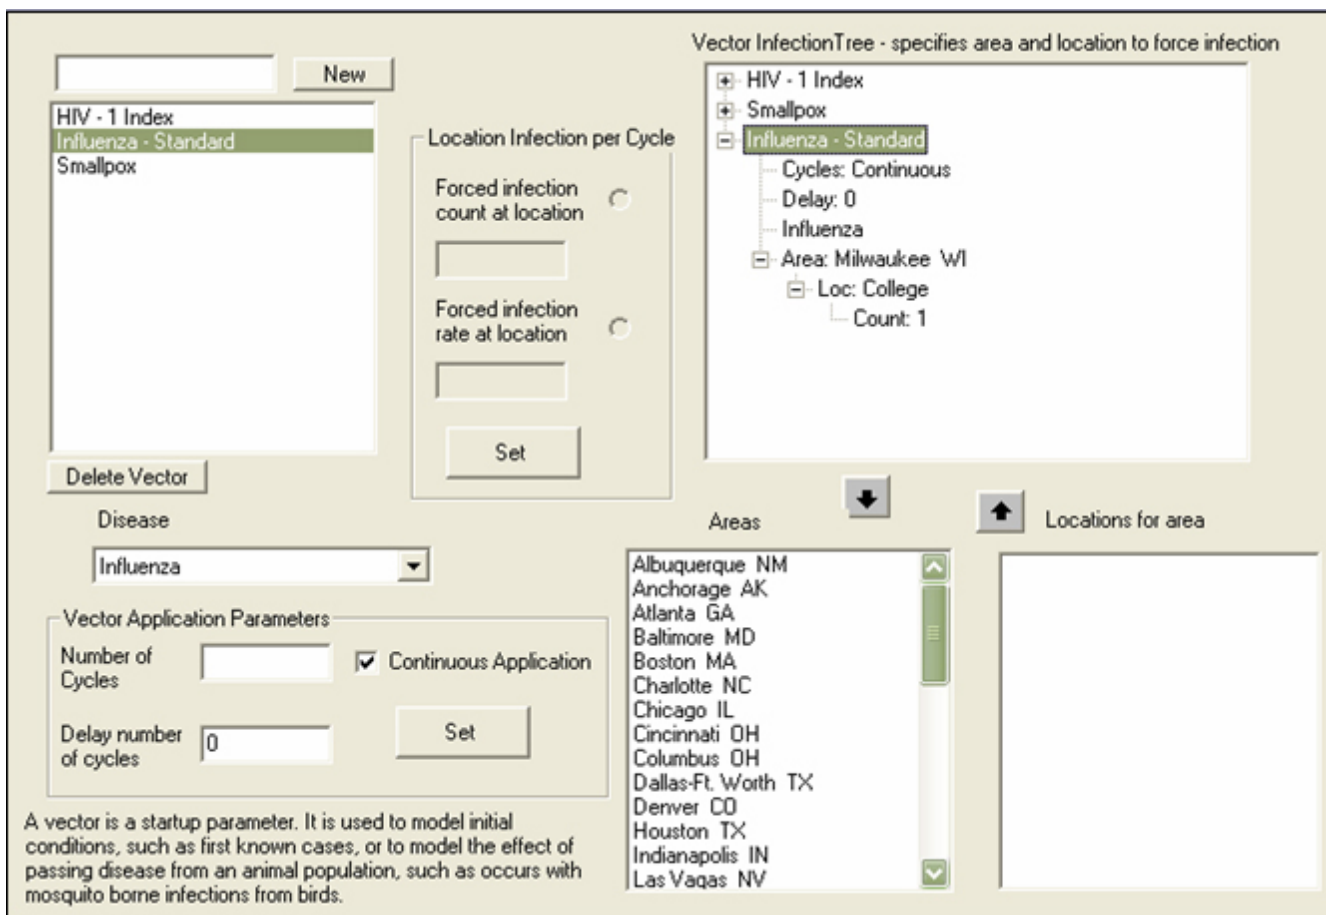 New
HIV - 1 Index
Influenza - Standard
Smallpox
Delete Vector
Location Infection per Cycle
Forced infection
count at location
Forced infection
rate at location
Set
Vector InfectionTree - specifies area and location to force infection
HIV - 1 Index
Smallpox
Influenza - Standard
Cycles: Continuous
Delay: 0
Influenza
Area: Milwaukee WI
Loc: College
Count: 1
Disease
Influenza
Vector Application Parameters
Number of
Cycles
Continuous Application
Delay number
of cycles
0
Set
A vector is a startup parameter. It is used to model initial
conditions, such as first known cases, or to model the effect of
passing disease from an animal population, such as occurs with
mosquito borne infections from birds.
Areas
Albuquerque NM
Anchorage AK
Atlanta GA
Baltimore MD
Boston MA
Charlotte NC
Chicago IL
Cincinnati OH
Columbus OH
Dallas-Ft. Worth TX
Denver CO
Houston TX
Indianapolis IN
Las Vagas NV
Locations for area